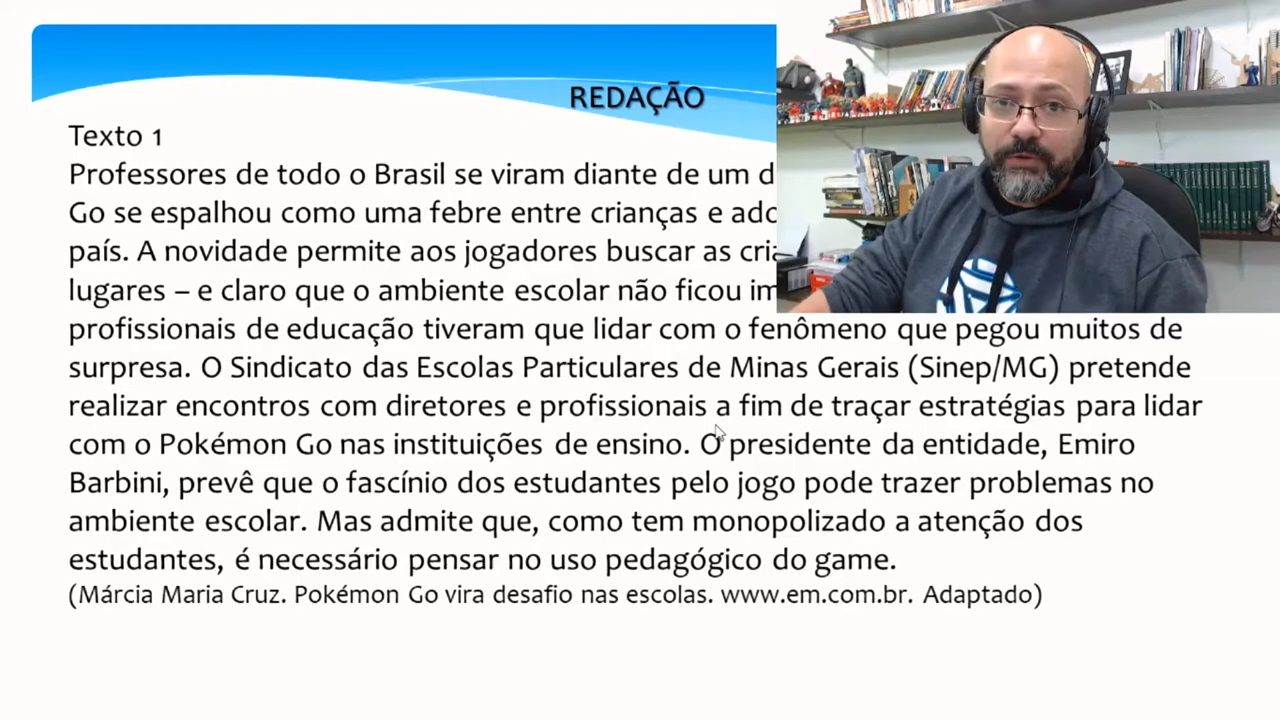 REDAÇÃO
Texto 1
Professores de todo o Brasil se viram diante de um
Go se espalhou como uma febre entre crianças e
país. A novidade permite aos jogadores buscar as
lugares – e claro que o ambiente escolar não ficou
profissionais de educação tiveram que lidar com o fenômeno que pegou muitos de
surpresa. O Sindicato das Escolas Particulares de Minas Gerais (Sinep/MG) pretende
realizar encontros com diretores e profissionais a fim de traçar estratégias para lidar
com o Pokémon Go nas instituições de ensino. O presidente da entidade, Emiro
Barbini, prevê que o fascínio dos estudantes pelo jogo pode trazer problemas no
ambiente escolar. Mas admite que, como tem monopolizado a atenção dos
estudantes, é necessário pensar no uso pedagógico do game.
(Márcia Maria Cruz. Pokémon Go vira desafio nas escolas. www.em.com.br. Adaptado)